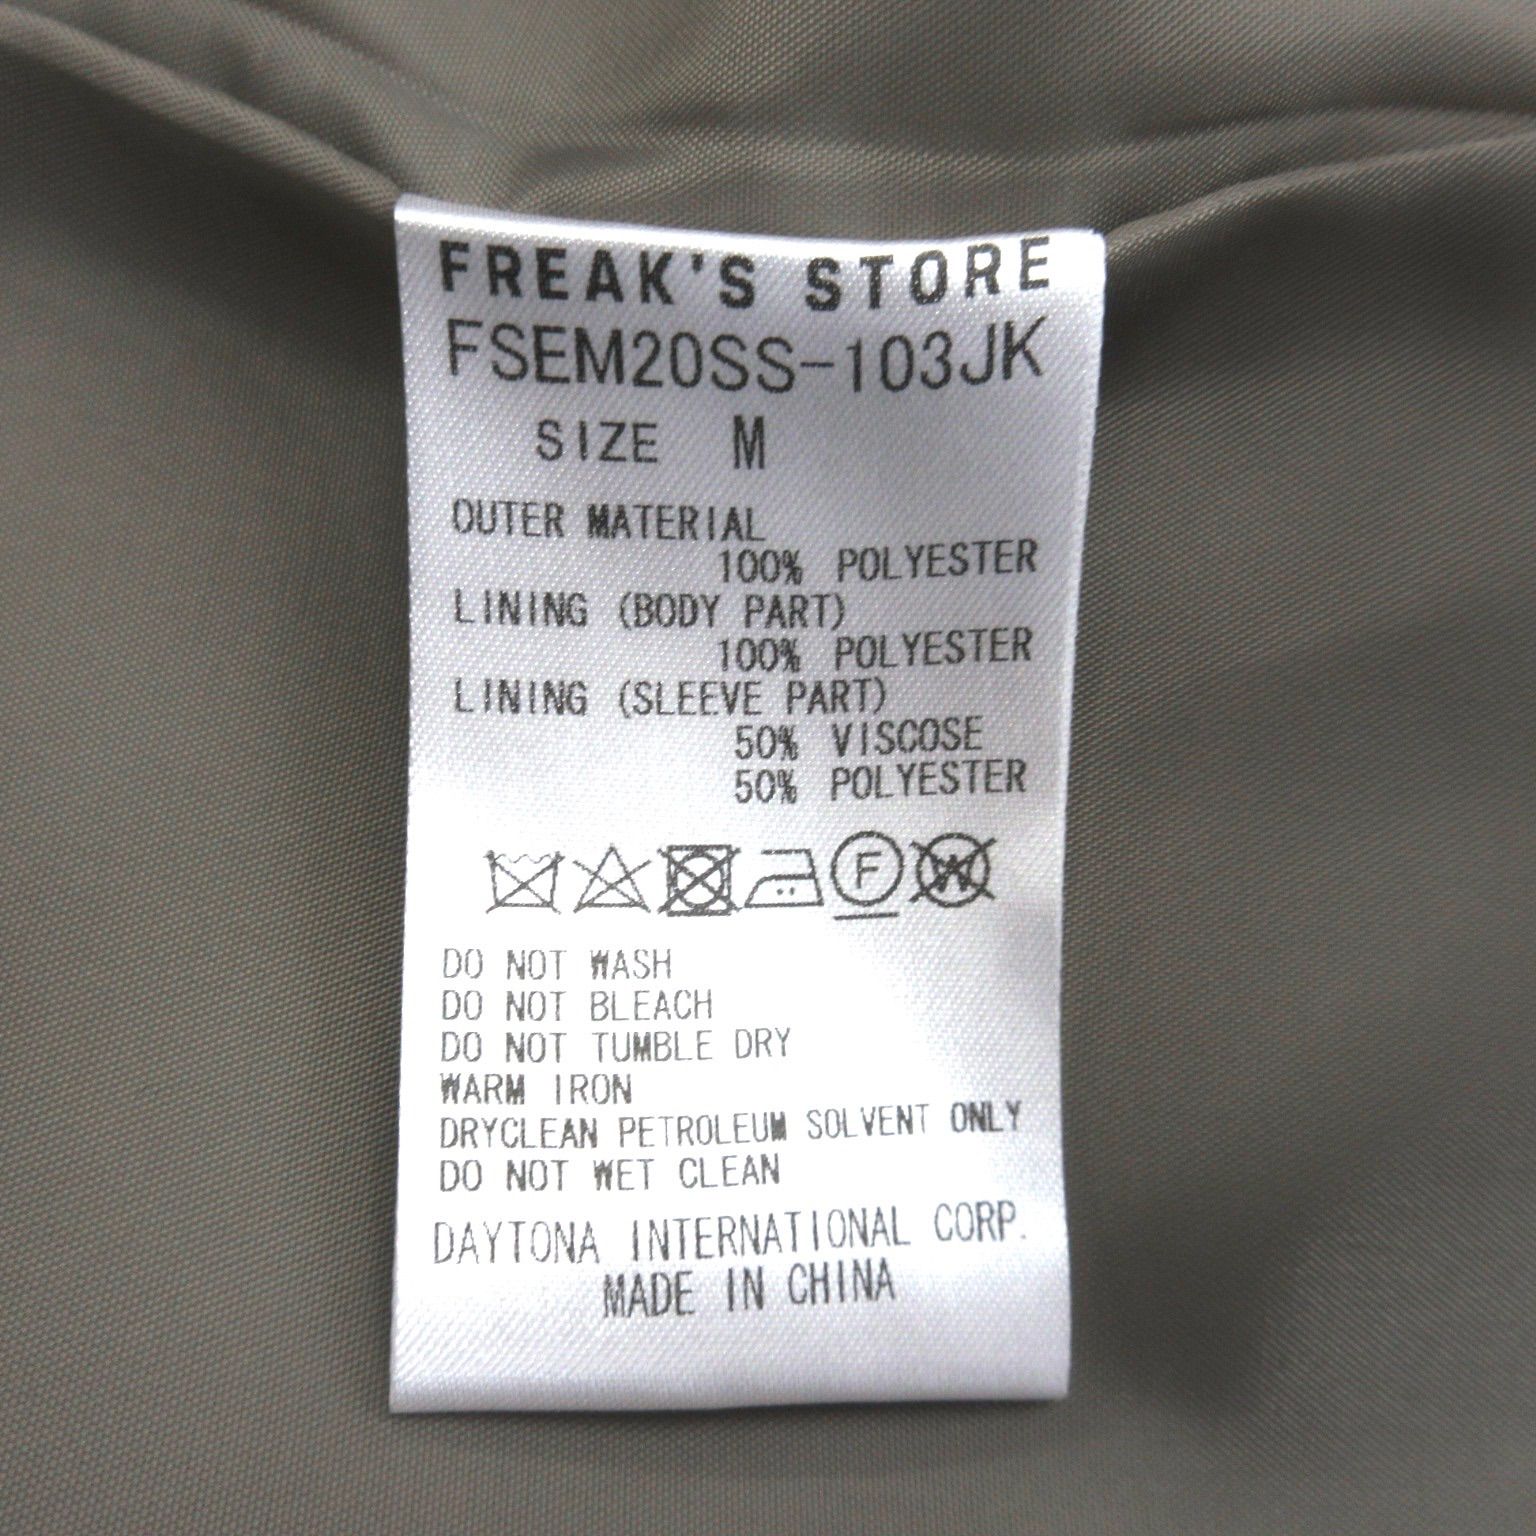 FREAK'S STORE
FSEM20SS-103JK
SIZE M
OUTER MATERIAL
100% POLYESTER
LINING (BODY PART)
100% POLYESTER
LINING (SLEEVE PART)
50% VISCOSE
50% POLYESTER
F W
DO NOT WASH
DO NOT BLEACH
DO NOT TUMBLE DRY
WARM IRON
DRYCLEAN PETROLEUM SOLVENT ONLY
DO NOT WET CLEAN
DAYTONA INTERNATIONAL CORP.
MADE IN CHINA